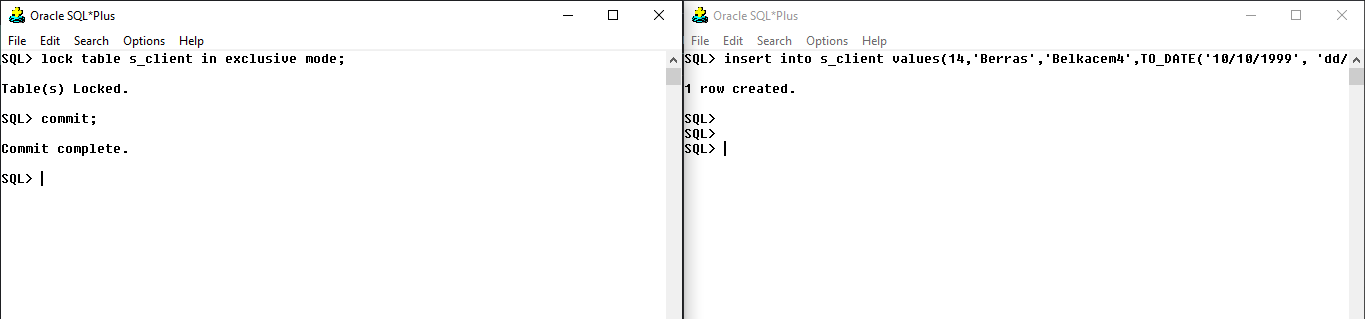 Oracle SQL*Plus
File Edit Search Options Help
SQL> lock table s_client in exclusive mode;
Table(s) Locked.
SQL> commit;
Commit complete.
SQL>
Oracle SQL*Plus
File Edit Search Options Help
SQL> insert into s_client values(14,'Berras','Belkacem4',TO_DATE('10/10/1999', 'dd/
1 row created.
SQL>
SQL>
SQL>